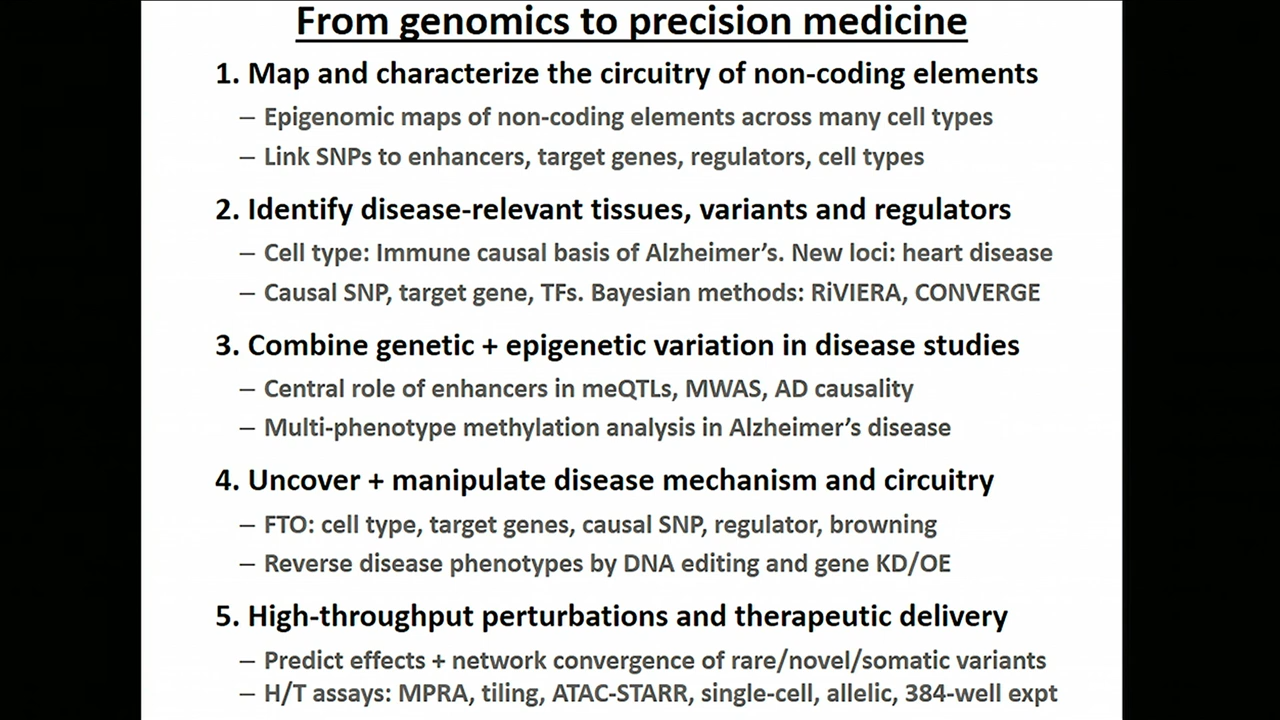 From genomics to precision medicine
1. Map and characterize the circuitry of non-coding elements
– Epigenomic maps of non-coding elements across many cell types
– Link SNPs to enhancers, target genes, regulators, cell types
2. Identify disease-relevant tissues, variants and regulators
– Cell type: Immune causal basis of Alzheimer’s. New loci: heart disease
– Causal SNP, target gene, TFs. Bayesian methods: RiVIERA, CONVERGE
3. Combine genetic + epigenetic variation in disease studies
– Central role of enhancers in meQTLs, MWAS, AD causality
– Multi-phenotype methylation analysis in Alzheimer’s disease
4. Uncover + manipulate disease mechanism and circuitry
– FTO: cell type, target genes, causal SNP, regulator, browning
– Reverse disease phenotypes by DNA editing and gene KD/OE
5. High-throughput perturbations and therapeutic delivery
– Predict effects + network convergence of rare/novel/somatic variants
– H/T assays: MPRA, tiling, ATAC-STARR, single-cell, allelic, 384-well expt